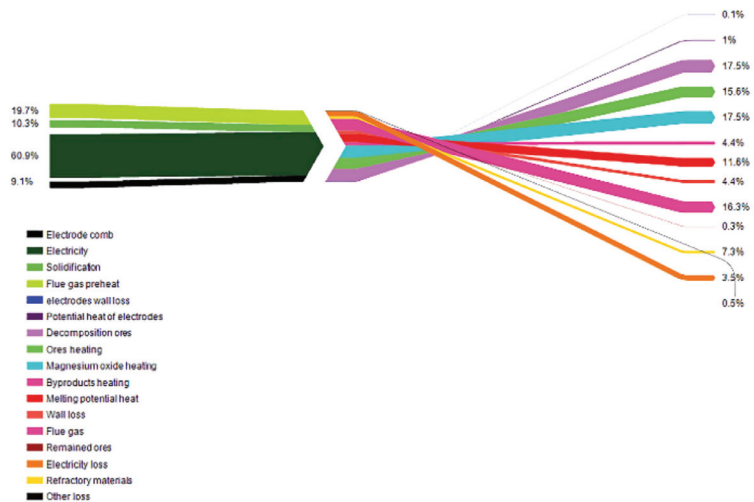 0.1%
1%
17.5%
15.6%
17.5%
4.4%
11.6%
4.4%
16.3%
0.3%
7.3%
3.5%
0.5%
19.7%
10.3%
60.9%
9.1%
Electrode comb
Electricity
Solidification
Flue gas preheat
electrodes wall loss
Potential heat of electrodes
Decomposition ores
Ores heating
Magnesium oxide heating
Byproducts heating
Melting potential heat
Wall loss
Flue gas
Remained ores
Electricity loss
Refractory materials
Other loss